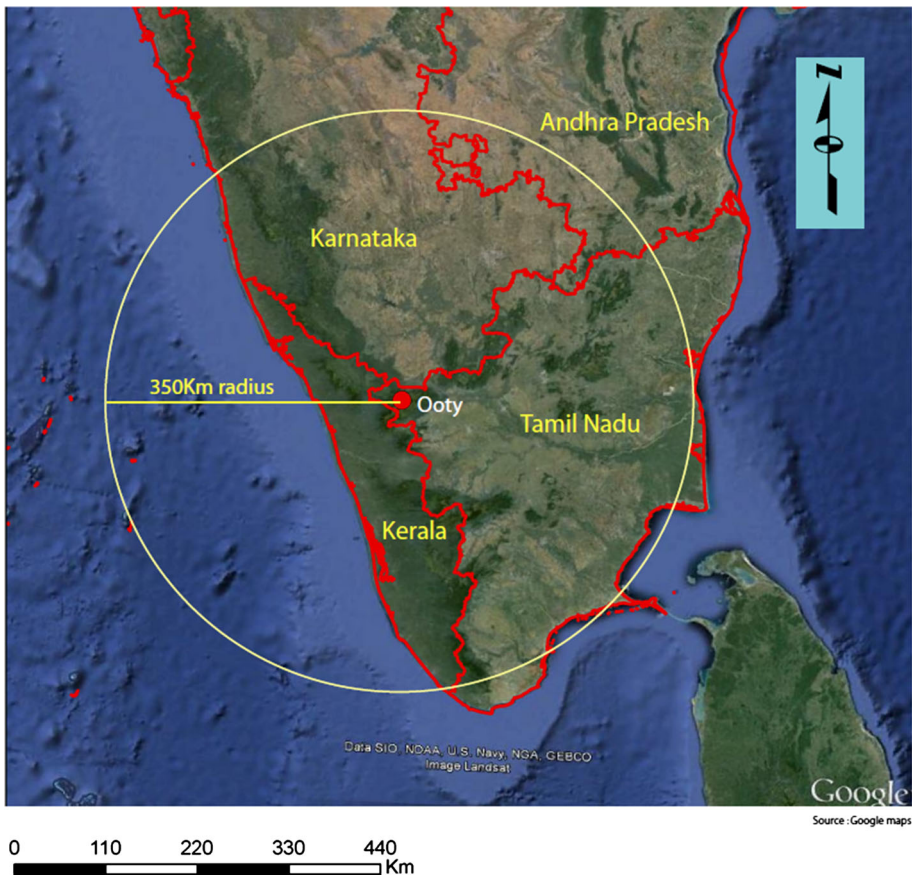 N
Andhra Pradesh
Karnataka
350Km radius
Ooty
Tamil Nadu
Kerala
Data SIO, NOAA, U.S. Navy, NGA, GEBCO
Image Landsat
Google
Source :Google maps
0 110 220 330 440
Km